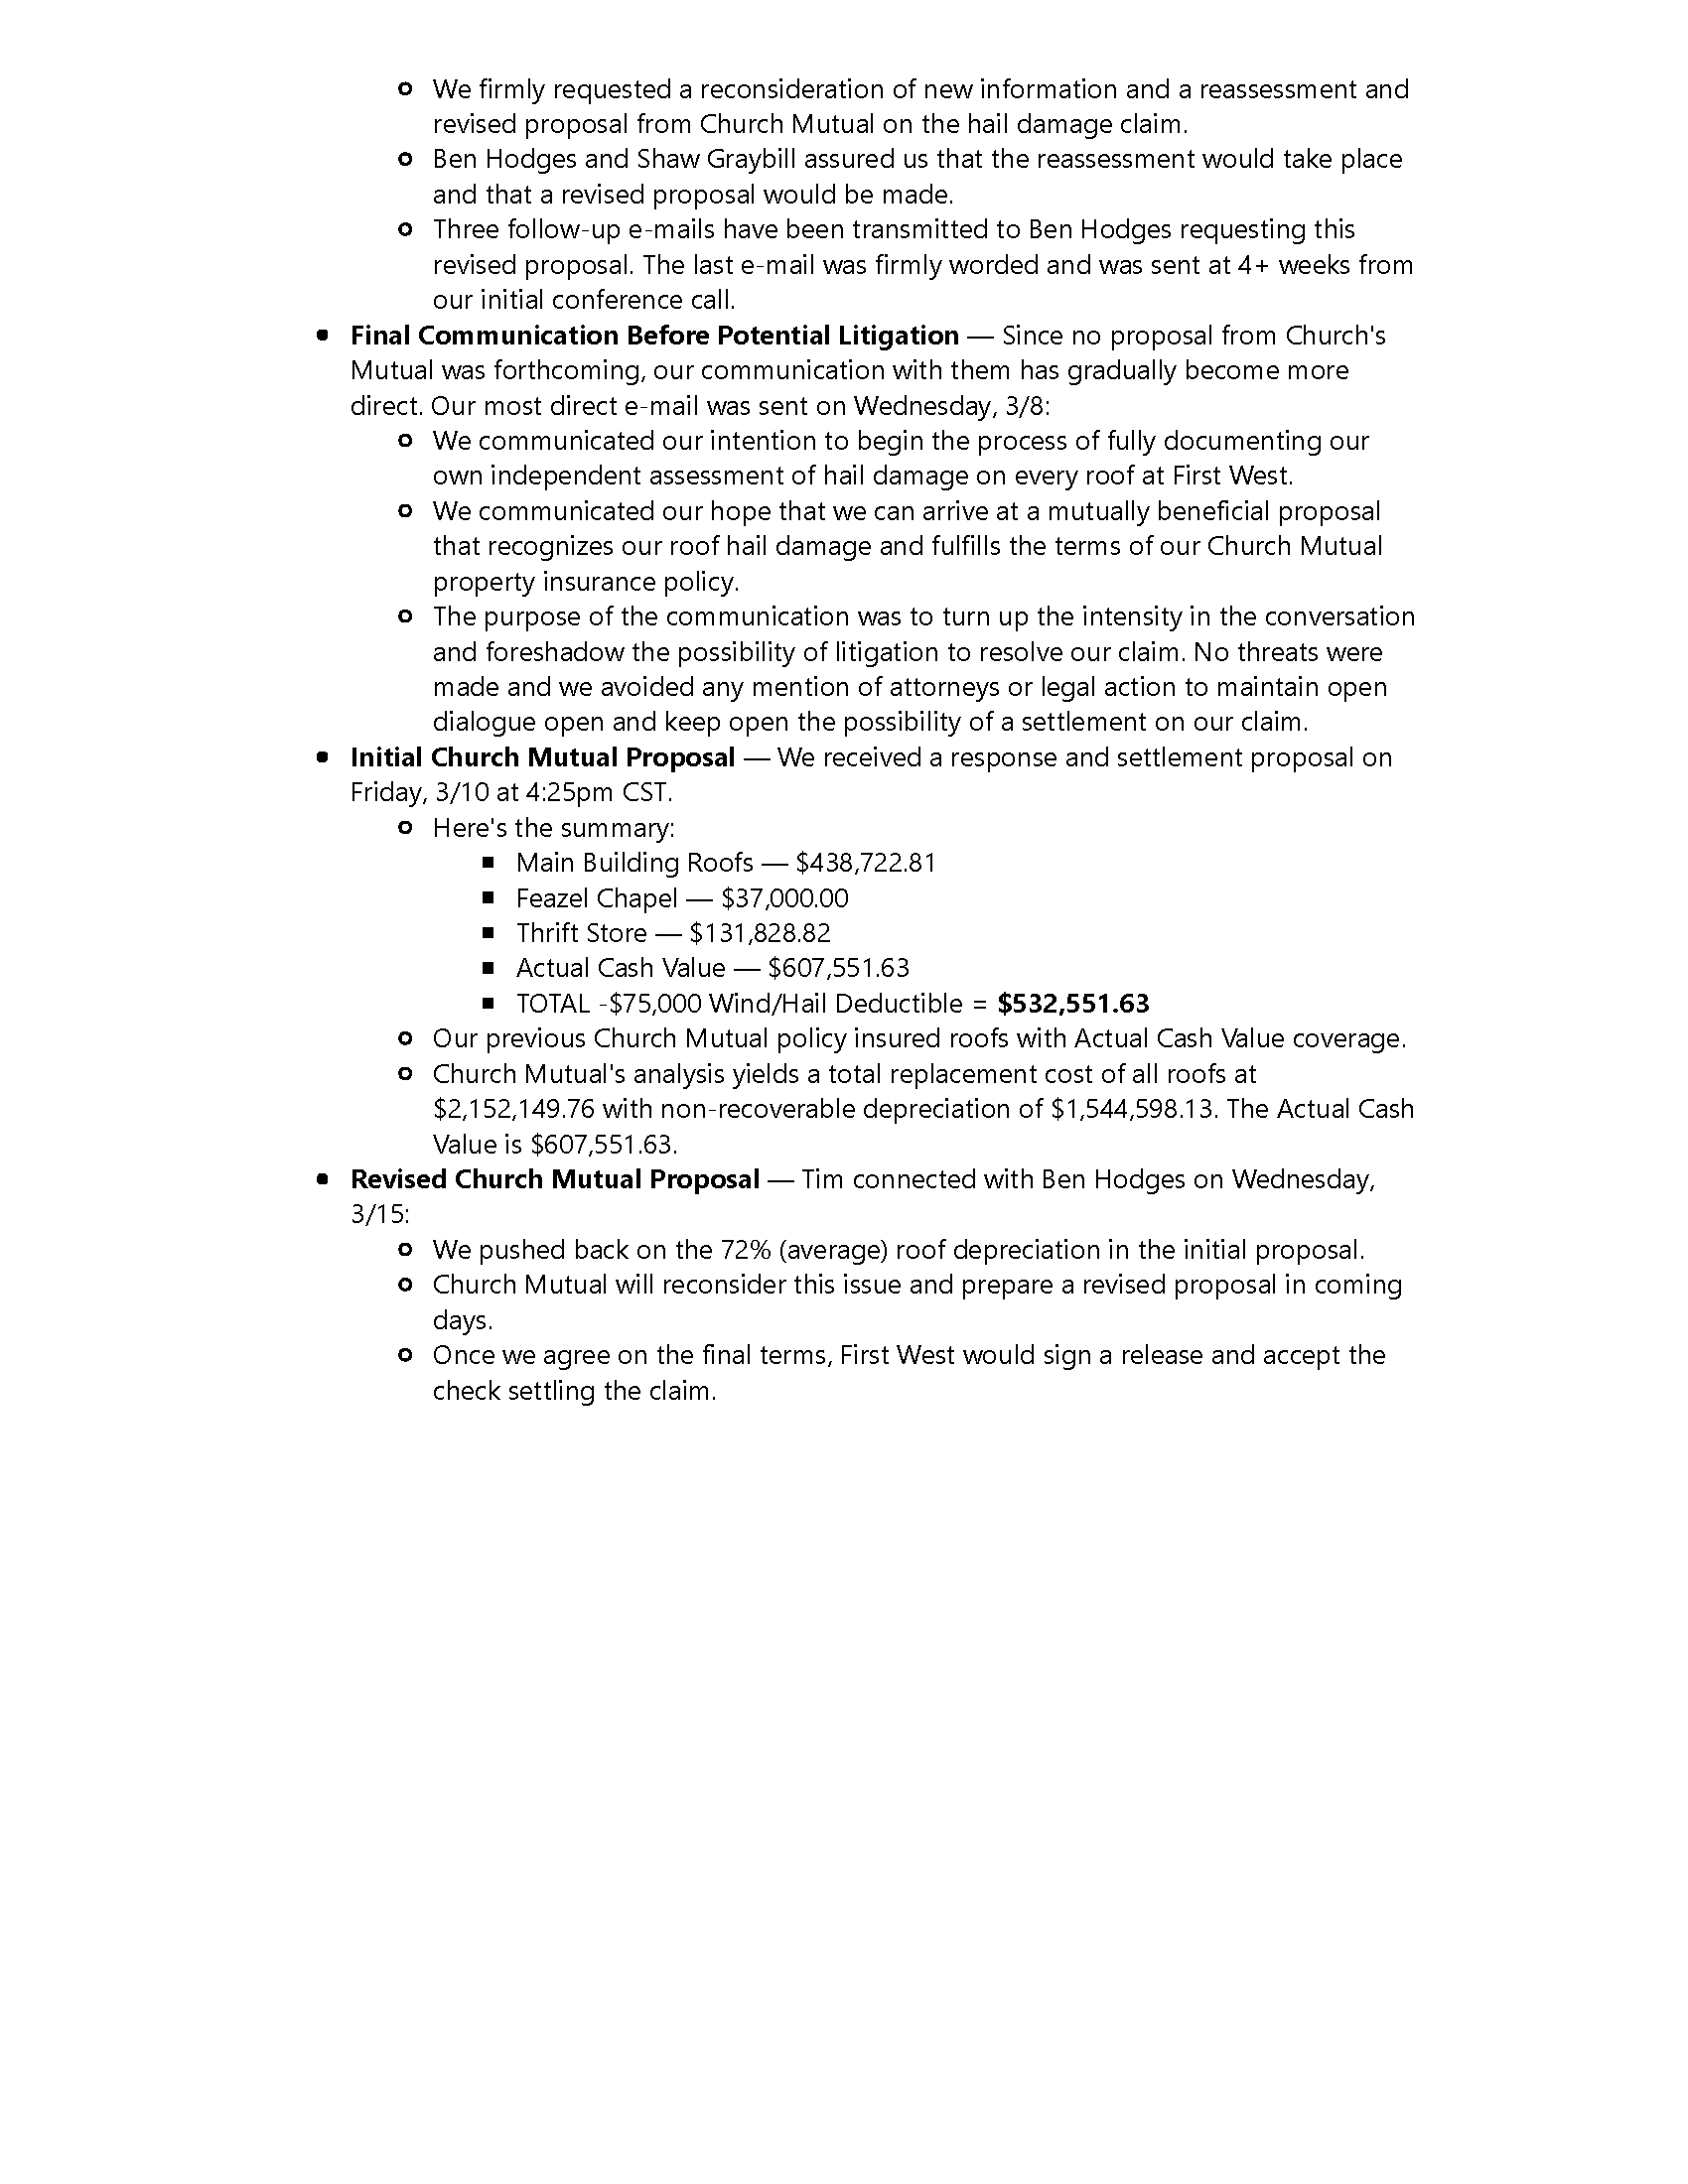 We firmly requested a reconsideration of new information and a reassessment and
revised proposal from Church Mutual on the hail damage claim.
Ben Hodges and Shaw Graybill assured us that the reassessment would take place
and that a revised proposal would be made.
Three follow-up e-mails have been transmitted to Ben Hodges requesting this
revised proposal. The last e-mail was firmly worded and was sent at 4+ weeks from
our initial conference call.
Final Communication Before Potential Litigation — Since no proposal from Church's
Mutual was forthcoming, our communication with them has gradually become more
direct. Our most direct e-mail was sent on Wednesday, 3/8:
We communicated our intention to begin the process of fully documenting our
own independent assessment of hail damage on every roof at First West.
We communicated our hope that we can arrive at a mutually beneficial proposal
that recognizes our roof hail damage and fulfills the terms of our Church Mutual
property insurance policy.
The purpose of the communication was to turn up the intensity in the conversation
and foreshadow the possibility of litigation to resolve our claim. No threats were
made and we avoided any mention of attorneys or legal action to maintain open
dialogue open and keep open the possibility of a settlement on our claim.
Initial Church Mutual Proposal — We received a response and settlement proposal on
Friday, 3/10 at 4:25pm CST.
Here's the summary:
Main Building Roofs — $438,722.81
Feazel Chapel — $37,000.00
Thrift Store — $131,828.82
Actual Cash Value — $607,551.63
TOTAL -$75,000 Wind/Hail Deductible = $532,551.63
Our previous Church Mutual policy insured roofs with Actual Cash Value coverage.
Church Mutual's analysis yields a total replacement cost of all roofs at
$2,152,149.76 with non-recoverable depreciation of $1,544,598.13. The Actual Cash
Value is $607,551.63.
Revised Church Mutual Proposal — Tim connected with Ben Hodges on Wednesday,
3/15:
We pushed back on the 72% (average) roof depreciation in the initial proposal.
Church Mutual will reconsider this issue and prepare a revised proposal in coming
days.
Once we agree on the final terms, First West would sign a release and accept the
check settling the claim.